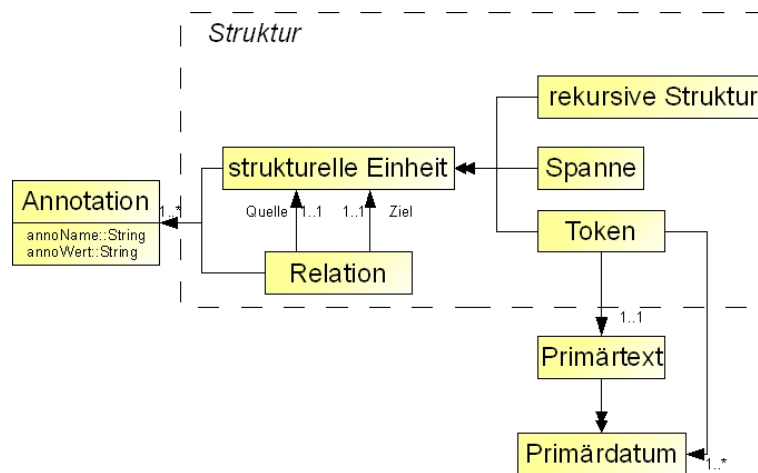 Struktur
rekursive Struktur
strukturelle Einheit
Spanne
Annotation
1..*
annoName::String
annoWert::String
Quelle
1..1
1..1
Ziel
Token
Relation
1..1
Primärtext
Primärdatum
1..*